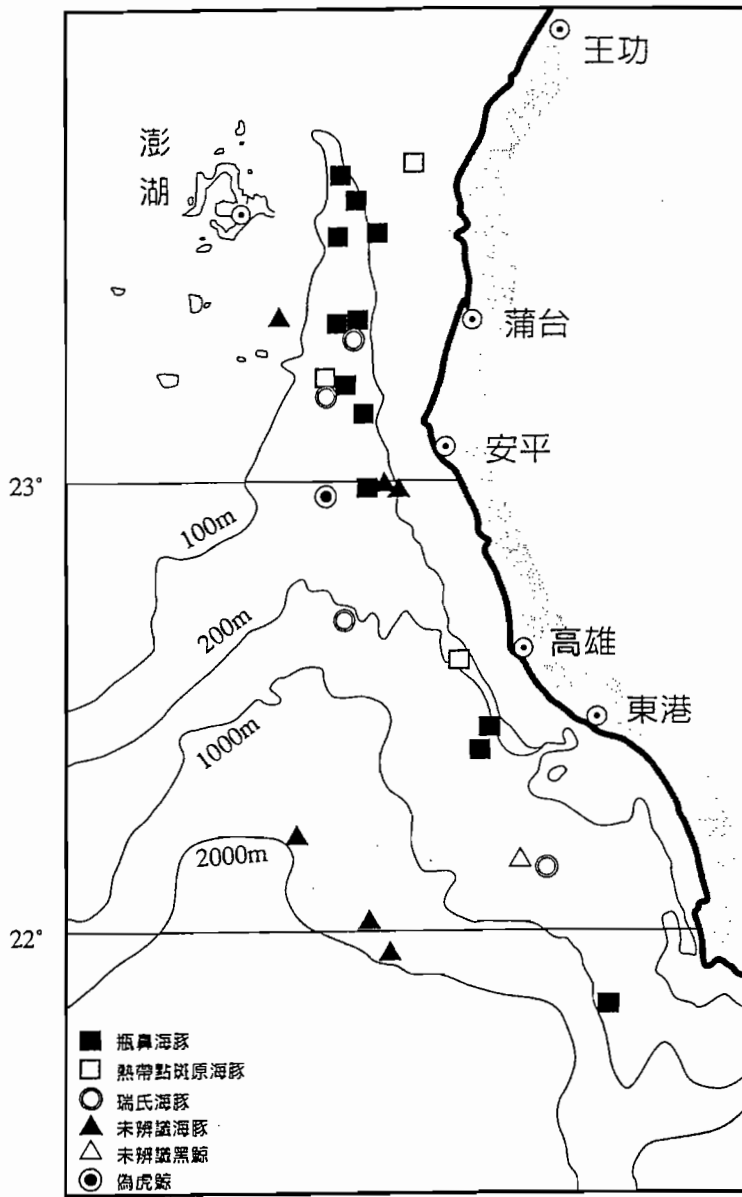 王功
澎
湖
蒲台
安平
23°
100m
200m
高雄
東港
1000m
2000m
22°
瓶鼻海豚
熱帶點斑原海豚
瑞氏海豚
未辨識海豚
未辨識黑鯨
偽虎鯨